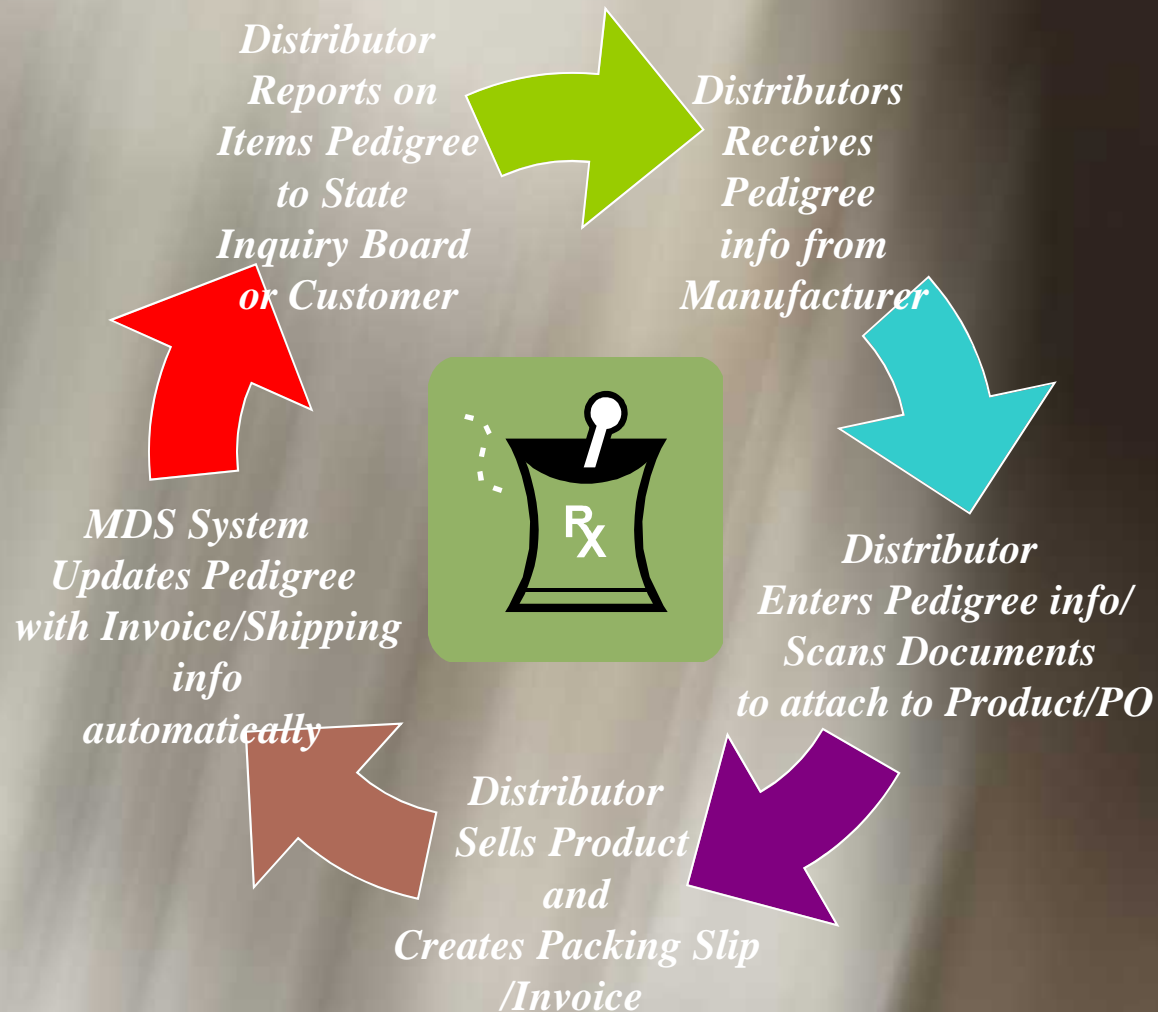 Distributor
Reports on
Items Pedigree
to State
Inquiry Board
or Customer
Distributors
Receives
Pedigree
info from
Manufacturer
Distributor
Enters Pedigree info/
Scans Documents
to attach to Product/PO
Distributor
Sells Product
and
Creates Packing Slip
/Invoice
MDS System
Updates Pedigree
with Invoice/Shipping
info
automatically
Rx